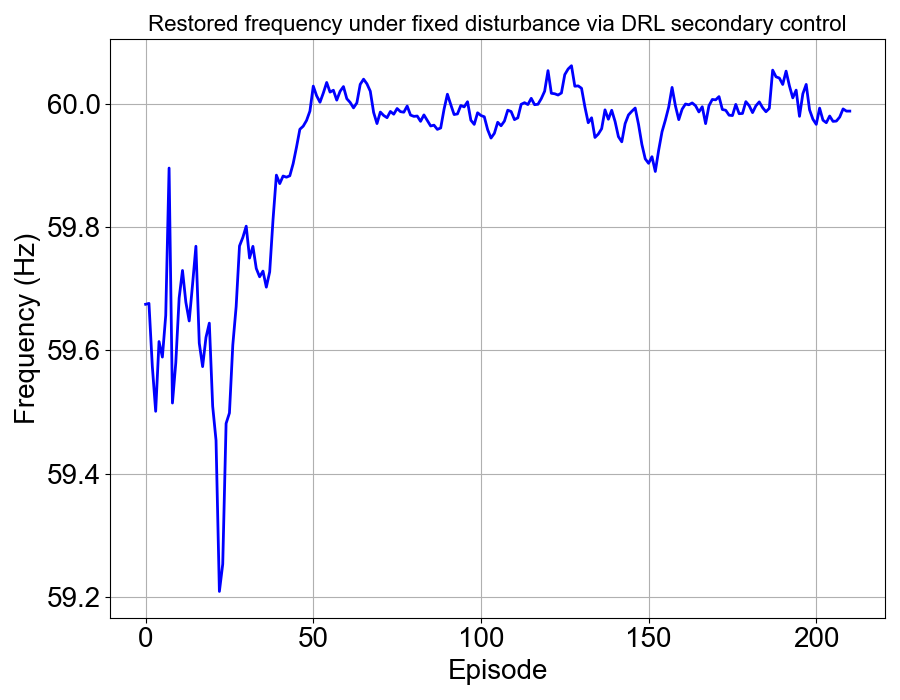 Restored frequency under fixed disturbance via DRL secondary control
60.0
59.8
59.6
59.4
59.2
Frequency (Hz)
0 50 100 150 200
Episode